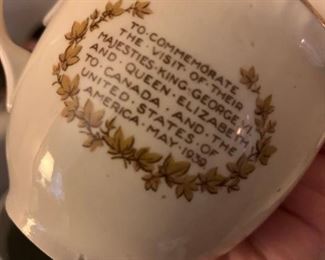 TO·COMMEMORATE
THE·VISIT·OF·THEIR
MAJESTIES·KING·GEORGE
AND·QUEEN·ELIZABETH
TO·CANADA·AND·THE
UNITED·STATES·OF
AMERICA·MAY·1939